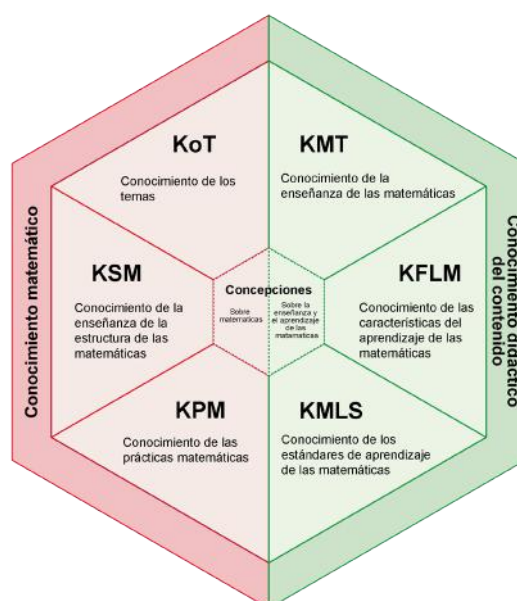 KoT
Conocimiento de los
temas
KMT
Conocimiento de la
enseñanza de las matemáticas
Conocimiento matemático
KSM
Conocimiento de la
enseñanza de la
estructura de las
matemáticas
Concepciones
Sobre
matematicas
Sobre la
enseñanza y
el aprendizaje
de las
matematicas
KFLM
Conocimiento de las
características del
aprendizaje de las
matemáticas
Conocimiento didáctico
del contenido
KPM
Conocimiento de las
prácticas matemáticas
KMLS
Conocimiento de los
estándares de aprendizaje
de las matemáticas